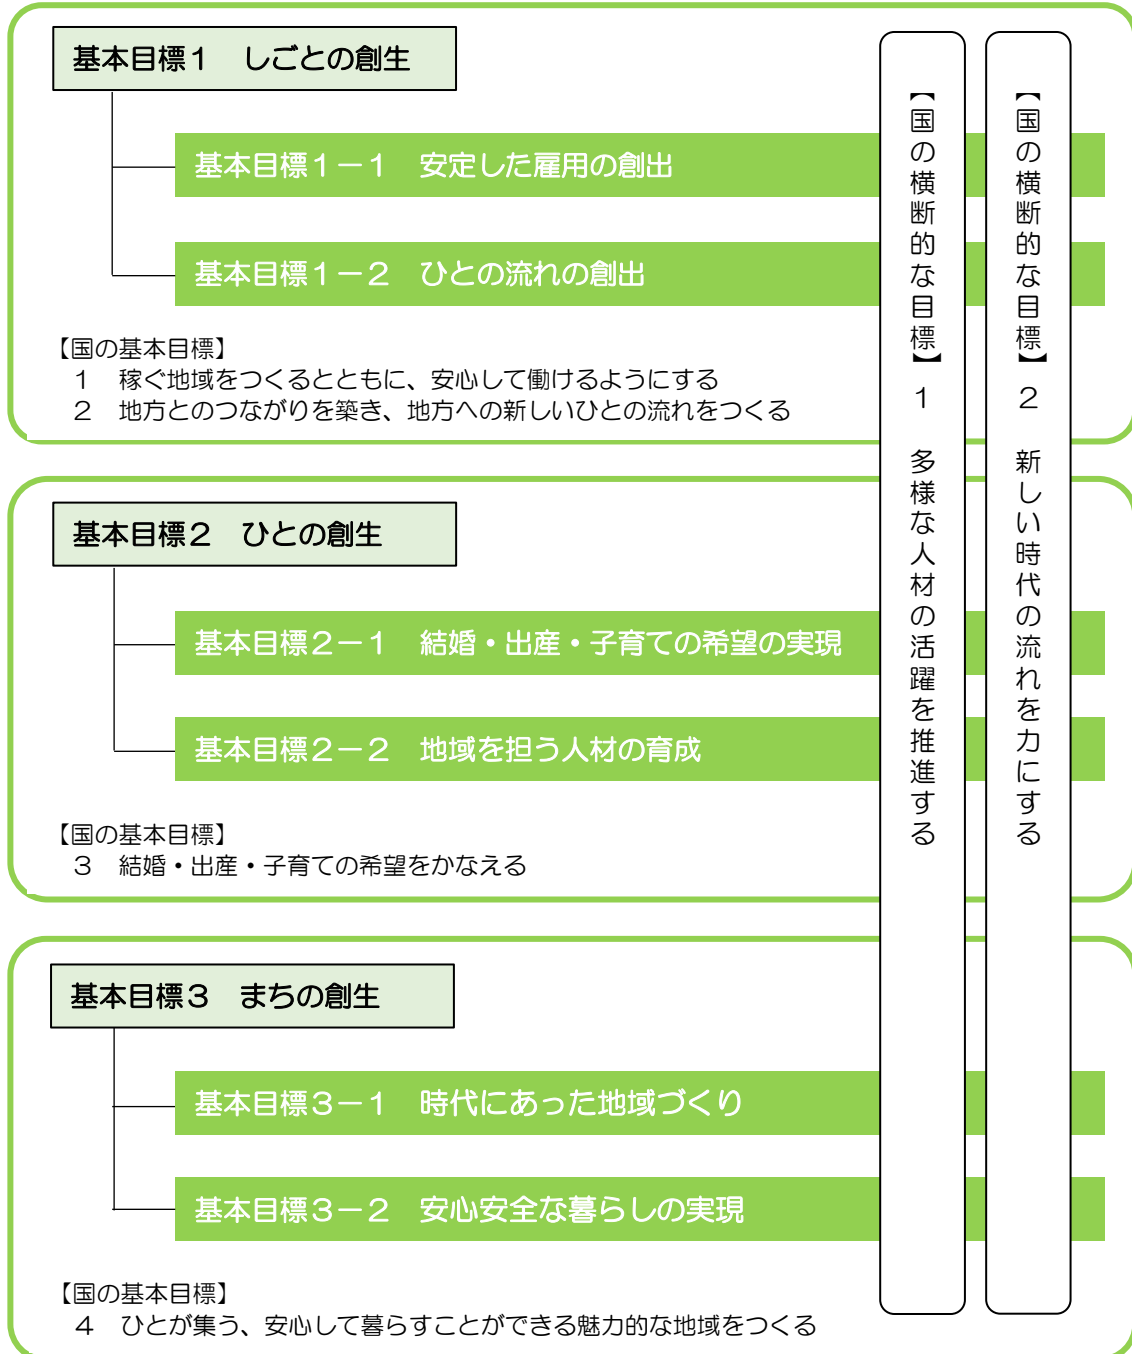 基本目標1　しごとの創生
基本目標1－1　安定した雇用の創出
基本目標1－2　ひとの流れの創出
【国の基本目標】
1　稼ぐ地域をつくるとともに、安心して働けるようにする
2　地方とのつながりを築き、地方への新しいひとの流れをつくる
基本目標2　ひとの創生
基本目標2－1　結婚・出産・子育ての希望の実現
基本目標2－2　地域を担う人材の育成
【国の基本目標】
3　結婚・出産・子育ての希望をかなえる
基本目標3　まちの創生
基本目標3－1　時代にあった地域づくり
基本目標3－2　安心安全な暮らしの実現
【国の基本目標】
4　ひとが集う、安心して暮らすことができる魅力的な地域をつくる
【国の横断的な目標】1　多様な人材の活躍を推進する
【国の横断的な目標】2　新しい時代の流れを力にする